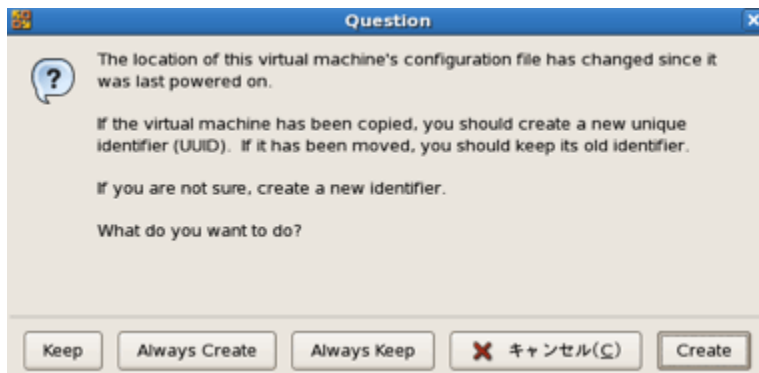 Question
The location of this virtual machine's configuration file has changed since it
was last powered on.
If the virtual machine has been copied, you should create a new unique
identifier (UUID). If it has been moved, you should keep its old identifier.
If you are not sure, create a new identifier.
What do you want to do?
Keep
Always Create
Always Keep
キャンセル(C)
Create